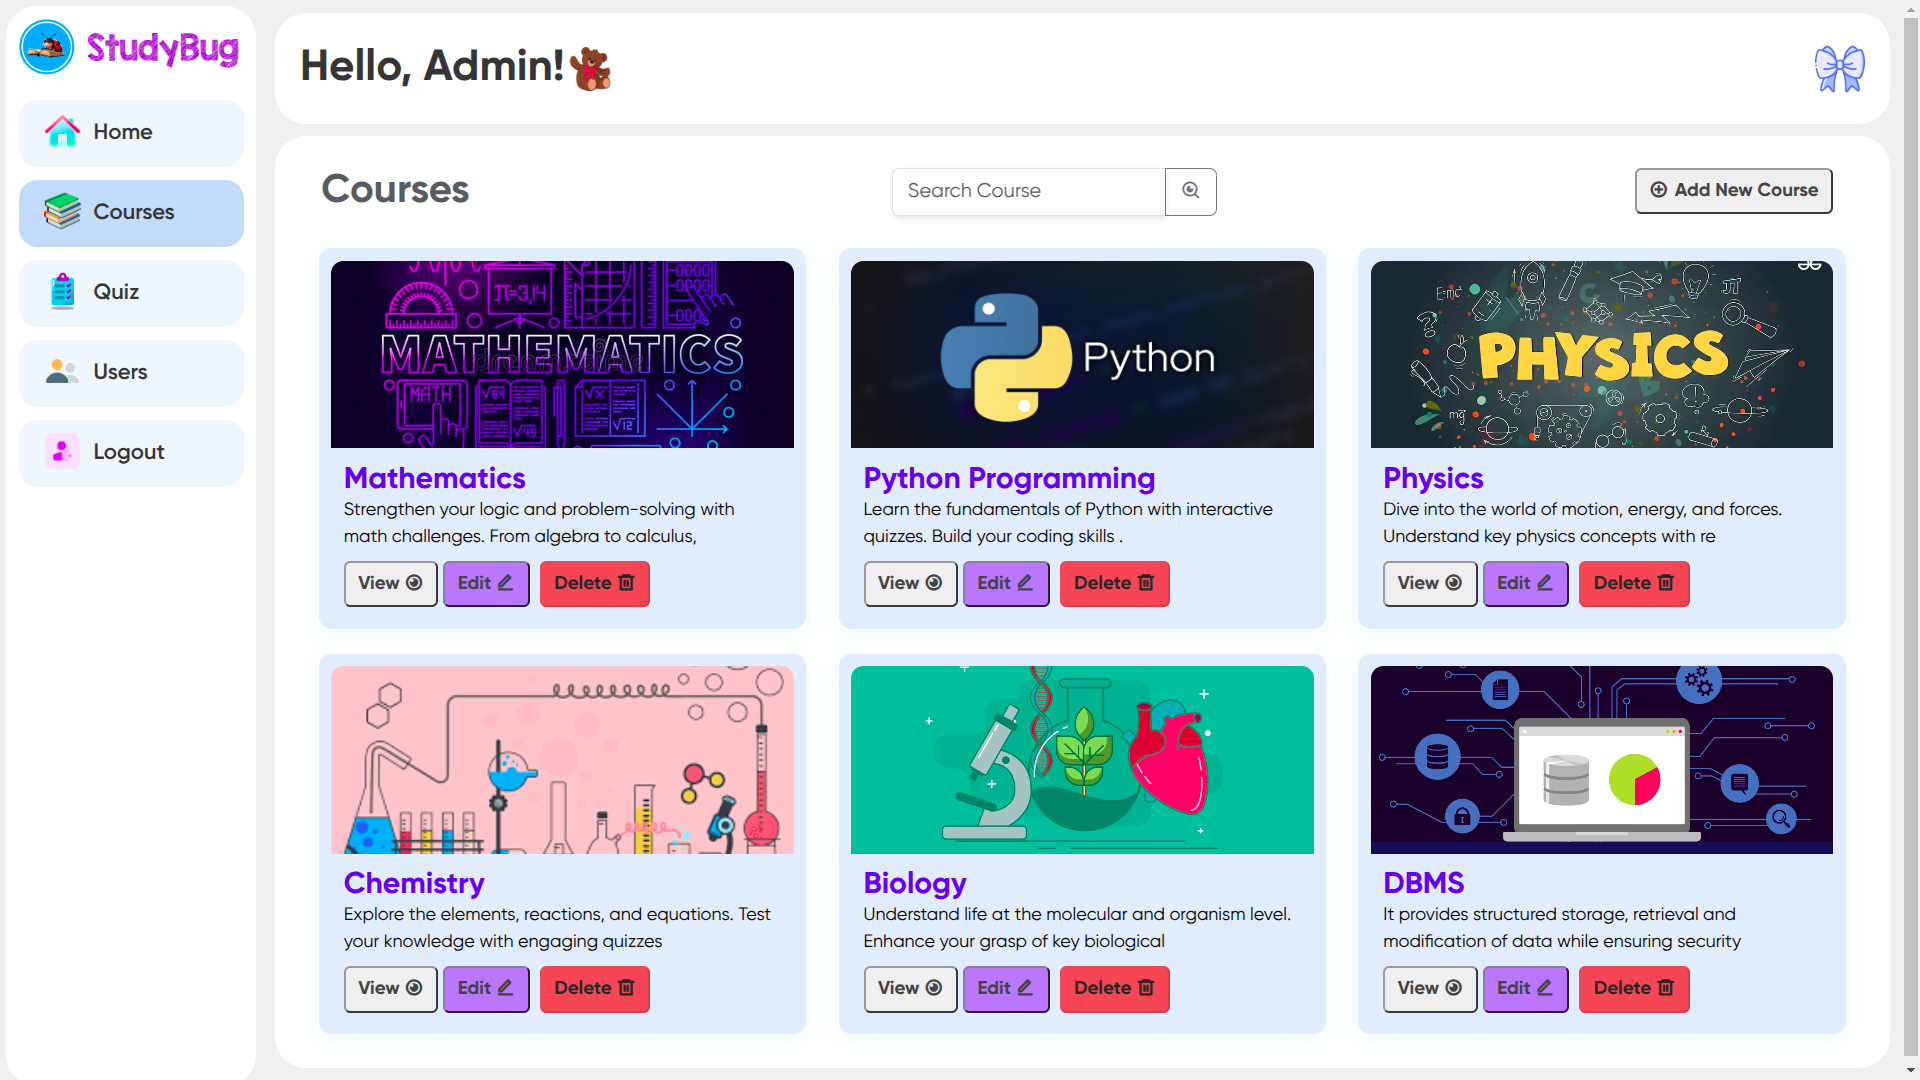 StudyBug
Home
Courses
Quiz
Users
Logout
Hello, Admin!
Courses
Search Course
Add New Course
π=3,14
MATHEMATICS
MATH
Mathematics
Strengthen your logic and problem-solving with
math challenges. From algebra to calculus,
View
Edit
Delete
Python
Python Programming
Learn the fundamentals of Python with interactive
quizzes. Build your coding skills .
View
Edit
Delete
E=mc²
PHYSICS
mg
Physics
Dive into the world of motion, energy, and forces.
Understand key physics concepts with re
View
Edit
Delete
Chemistry
Explore the elements, reactions, and equations. Test
your knowledge with engaging quizzes
View
Edit
Delete
Biology
Understand life at the molecular and organism level.
Enhance your grasp of key biological
View
Edit
Delete
DBMS
It provides structured storage, retrieval and
modification of data while ensuring security
View
Edit
Delete